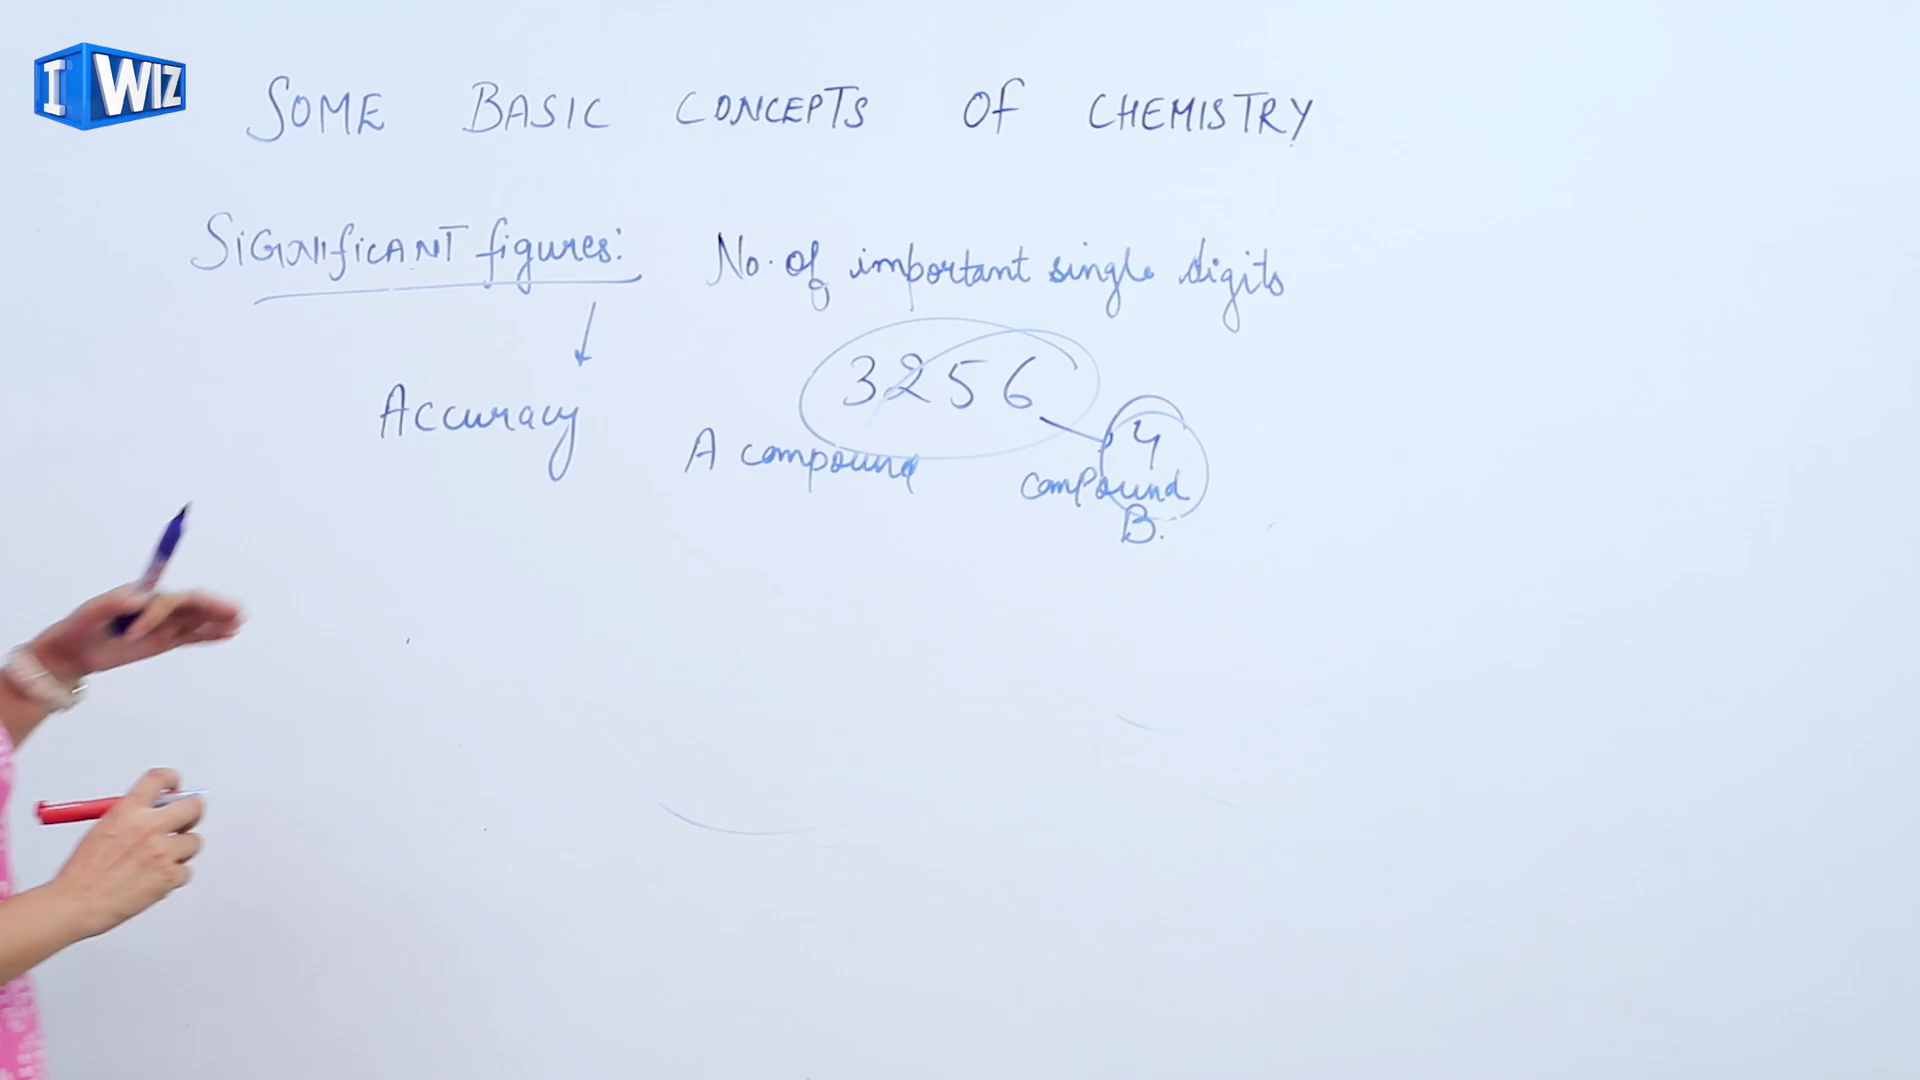 I WIZ
SOME BASIC CONCEPTS OF CHEMISTRY
SIGNIFICANT figures: No. of important single digits
3256
Accuracy
4
A compound
compound
B.